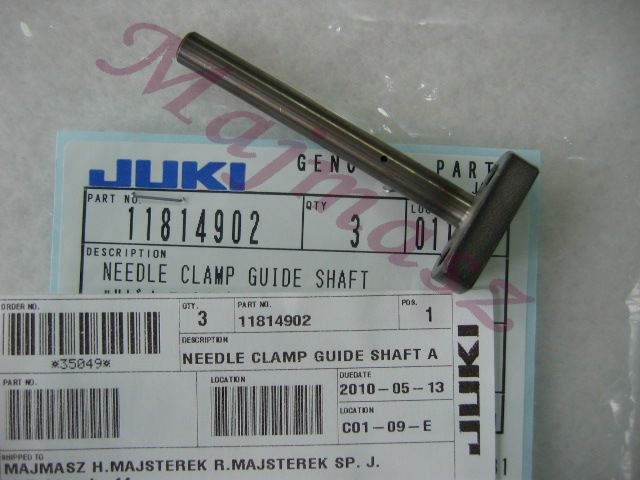 Majmasz
JUKI GENU PART
PART NO. QTY
11814902 3 011
DESCRIPTION
NEEDLE CLAMP GUIDE SHAFT
ORDER NO. QTY. PART NO. POS.
3 11814902 1
*35049*
DESCRIPTION
NEEDLE CLAMP GUIDE SHAFT A
PART NO. LOCATION DUEDATE
2010-05-13
LOCATION
C01-09-E
JUKI
SHIPPED TO
MAJMASZ H.MAJSTEREK R.MAJSTEREK SP. J.